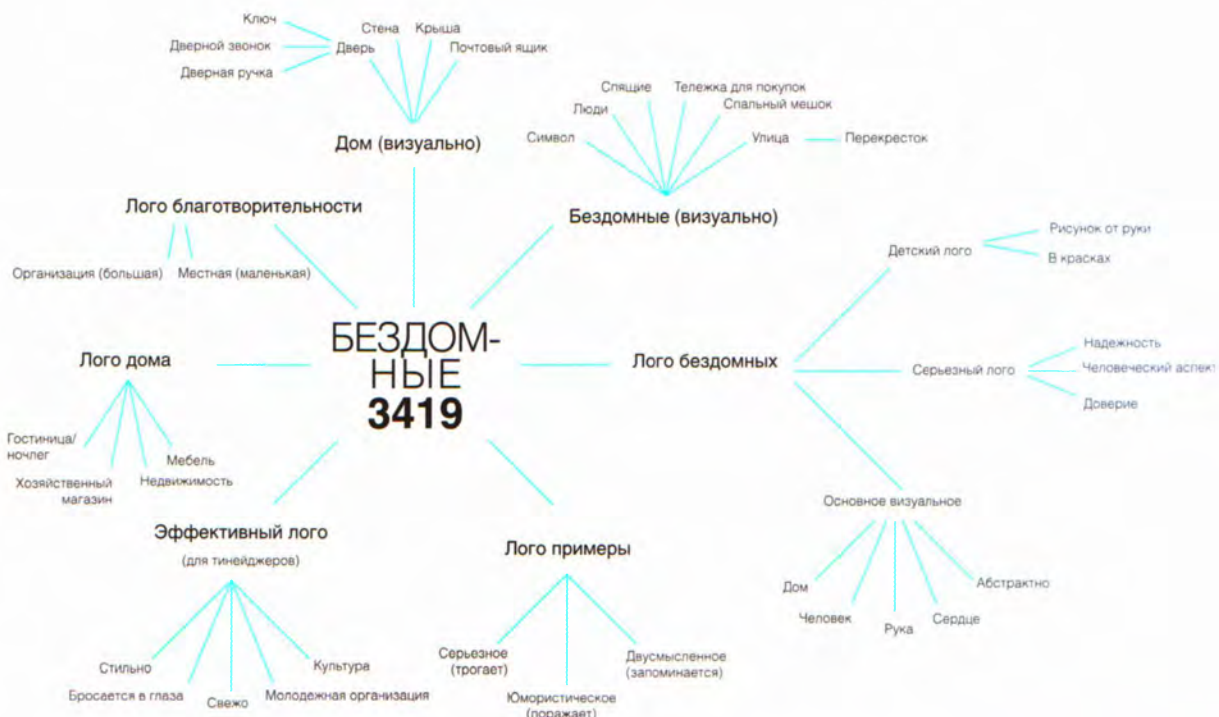 Ключ
Дверной звонок
Дверная ручка
Дверь
Стена
Крыша
Почтовый ящик
Дом (визуально)
Символ
Люди
Спящие
Тележка для покупок
Спальный мешок
Улица
Перекресток
Бездомные (визуально)
Лого благотворительности
Организация (большая)
Местная (маленькая)
БЕЗДОМ-
НЫЕ
3419
Лого дома
Гостиница/
ночлег
Хозяйственный
магазин
Недвижимость
Мебель
Лого бездомных
Детский лого
Рисунок от руки
В красках
Серьезный лого
Надежность
Человеческий аспект
Доверие
Основное визуальное
Дом
Человек
Рука
Сердце
Абстрактно
Эффективный лого
(для тинейджеров)
Стильно
Бросается в глаза
Свежо
Молодежная организация
Культура
Лого примеры
Серьезное
(трогает)
Юмористическое
(поражает)
Двусмысленное
(запоминается)